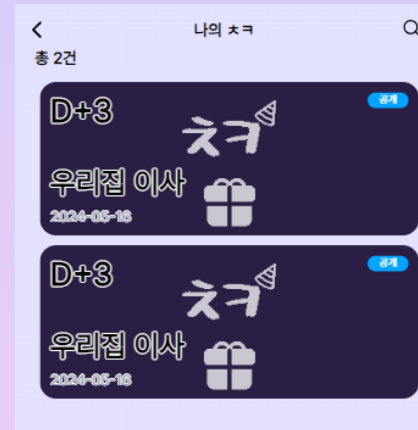 나의 ㅊㅋ
총 2건
D+3
공개
ㅊㅋ
우리집 이사
2024-05-16
D+3
공개
ㅊㅋ
우리집 이사
2024-05-16